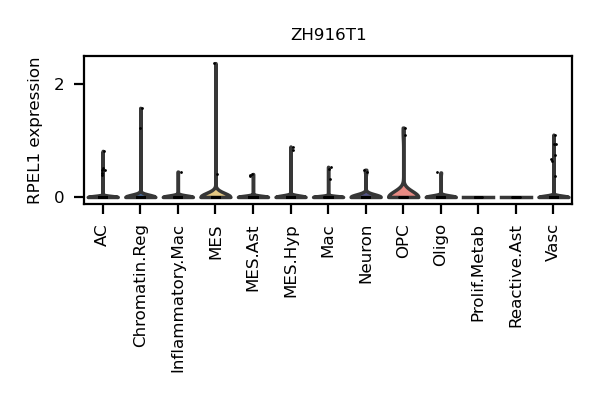 ZH916T1
RPEL1 expression
2
0
AC
Chromatin.Reg
Inflammatory.Mac
MES
MES.Ast
MES.Hyp
Mac
Neuron
OPC
Oligo
Prolif.Metab
Reactive.Ast
Vasc